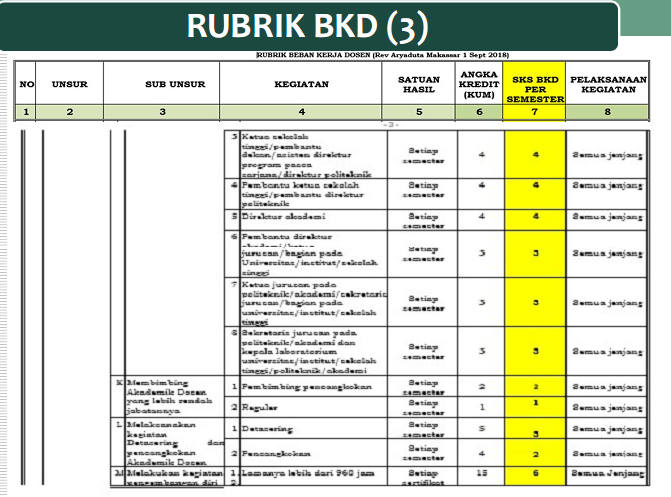 RUBRIK BKD (3)
RUBRIK BEBAN KERJA DOSEN (Rev Aryaduta Makassar 1 Sept 2018)
NO UNSUR SUB UNSUR KEGIATAN SATUAN HASIL ANGKA KREDIT (KUM) SKS BKD PER SEMESTER PELAKSANAAN KEGIATAN
1 2 3 4 5 6 7 8
- 3 -
3 Ketua sekolah
tinggi/pembantu
dekan/asisten direktur
program pasca
sarjana/direktur politeknik
Setiap semester 4 4 Semua jenjang
4 Pembantu ketua sekolah
tinggi/pembantu direktur
politeknik
Setiap semester 4 4 Semua jenjang
5 Direktur akademi Setiap semester 4 4 Semua jenjang
6 Pembantu direktur
jurusan/bagian pada
Universitas/institut/sekolah
tinggi
Setiap semester 3 3 Semua jenjang
7 Ketua jurusan pada
politeknik/akademi/sekretaris
jurusan/bagian pada
universitas/institut/sekolah
tinggi
Setiap semester 3 3 Semua jenjang
8 Sekretaris jurusan pada
politeknik/akademi dan
kepala laboratorium
universitas/institut/sekolah
tinggi/politeknik/akademi
Setiap semester 3 3 Semua jenjang
K Membimbing
Akademik Dosen
yang lebih rendah
jabatannya
1 Pembimbing pencangkokan Setiap semester 2 2 Semua jenjang
2 Reguler Setiap semester 1 1 Semua jenjang
L Melaksanakan
kegiatan
Detasering dan
pencangkokan
Akademik Dosen
1 Detasering Setiap semester 5 5 Semua jenjang
2 Pencangkokan Setiap semester 4 2 Semua jenjang
M Melakukan kegiatan
pengembangan diri
1. Lamanya lebih dari 960 jam Setiap sertifikat 15 6 Semua Jenjang
2.